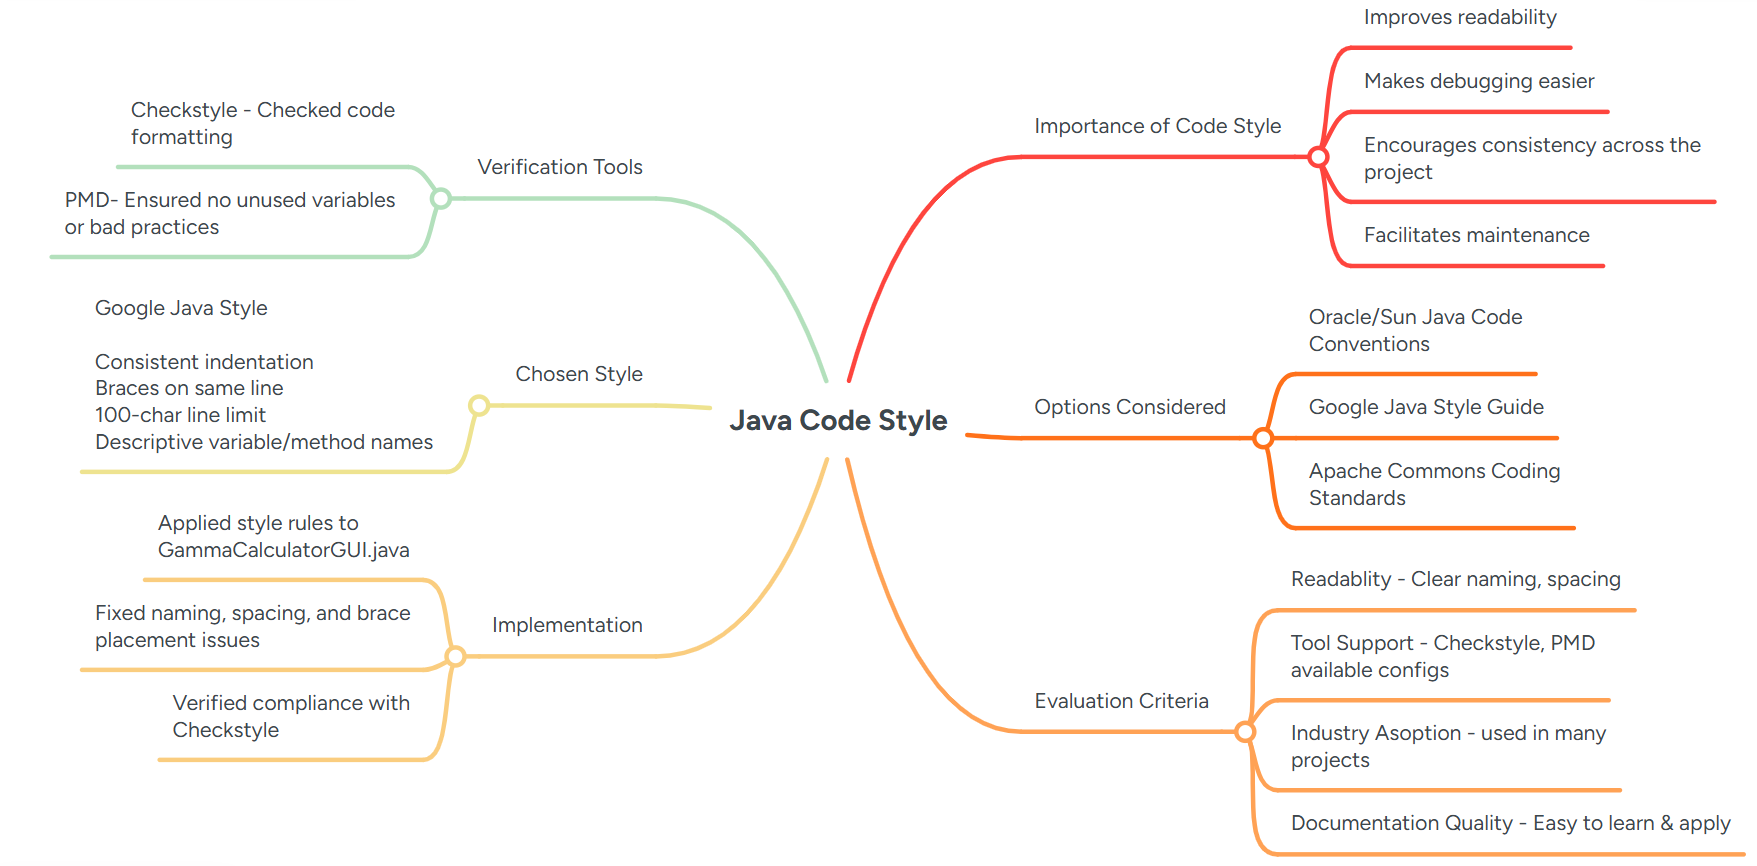 Java Code Style
Importance of Code Style
Improves readability
Makes debugging easier
Encourages consistency across the
project
Facilitates maintenance
Options Considered
Oracle/Sun Java Code
Conventions
Google Java Style Guide
Apache Commons Coding
Standards
Evaluation Criteria
Readablity - Clear naming, spacing
Tool Support - Checkstyle, PMD
available configs
Industry Asoption - used in many
projects
Documentation Quality - Easy to learn & apply
Verification Tools
Checkstyle - Checked code
formatting
PMD- Ensured no unused variables
or bad practices
Chosen Style
Google Java Style
Consistent indentation
Braces on same line
100-char line limit
Descriptive variable/method names
Implementation
Applied style rules to
GammaCalculatorGUI.java
Fixed naming, spacing, and brace
placement issues
Verified compliance with
Checkstyle